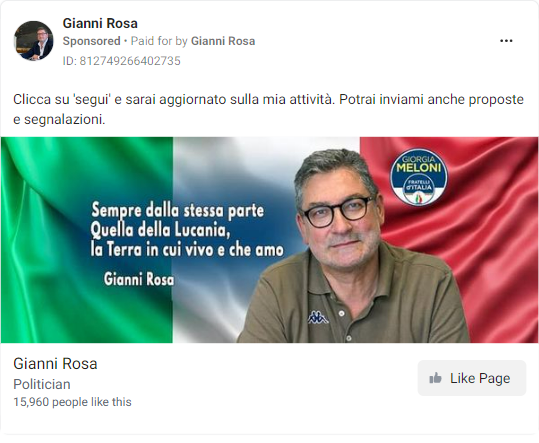 Gianni Rosa
Sponsored • Paid for by Gianni Rosa
ID: 812749266402735
Clicca su 'segui' e sarai aggiornato sulla mia attività. Potrai inviami anche proposte
e segnalazioni.
GIORGIA
MELONI
FRATELLI
d'ITALIA
Sempre dalla stessa parte
Quella della Lucania,
la Terra in cui vivo e che amo
Gianni Rosa
Gianni Rosa
Politician
15,960 people like this
Like Page